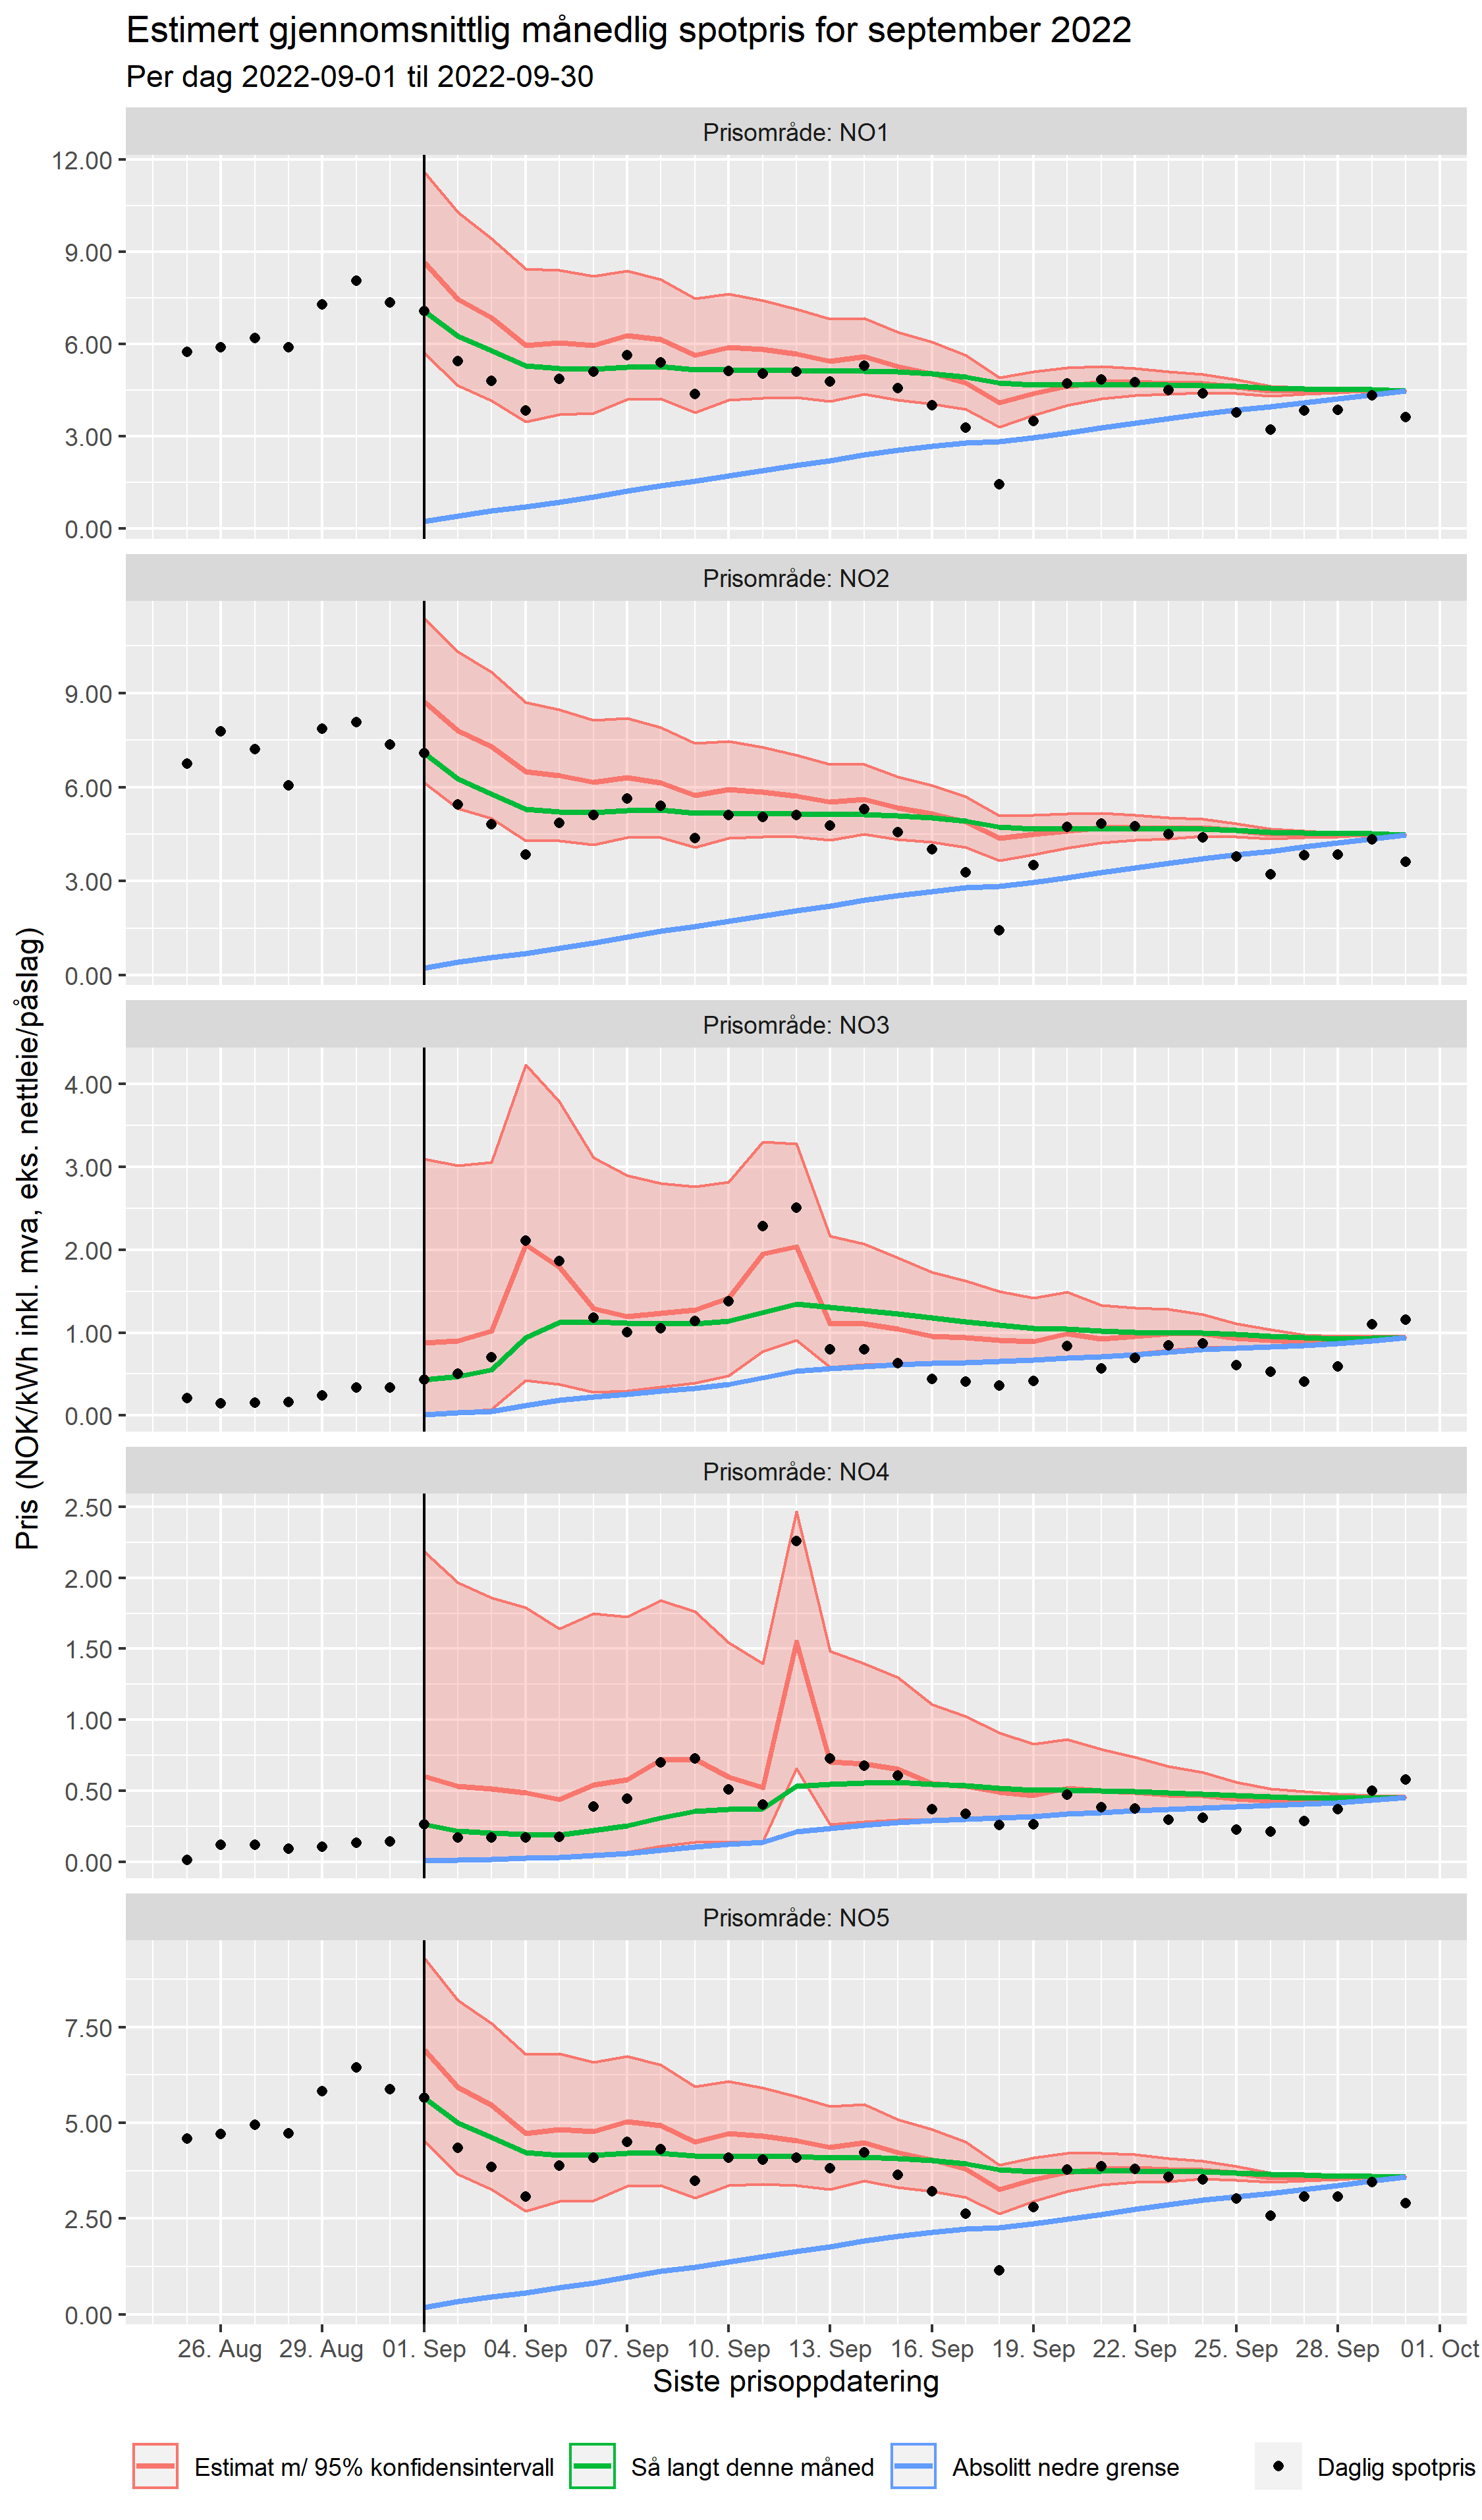 Estimert gjennomsnittlig månedlig spotpris for september 2022
Per dag 2022-09-01 til 2022-09-30
Pris (NOK/kWh inkl. mva, eks. nettleie/påslag)
Prisområde: NO1
12.00
9.00
6.00
3.00
0.00
Prisområde: NO2
9.00
6.00
3.00
0.00
Prisområde: NO3
4.00
3.00
2.00
1.00
0.00
Prisområde: NO4
2.50
2.00
1.50
1.00
0.50
0.00
Prisområde: NO5
7.50
5.00
2.50
0.00
26. Aug 29. Aug 01. Sep 04. Sep 07. Sep 10. Sep 13. Sep 16. Sep 19. Sep 22. Sep 25. Sep 28. Sep 01. Oct
Siste prisoppdatering
Estimat m/ 95% konfidensintervall Så langt denne måned Absolitt nedre grense Daglig spotpris